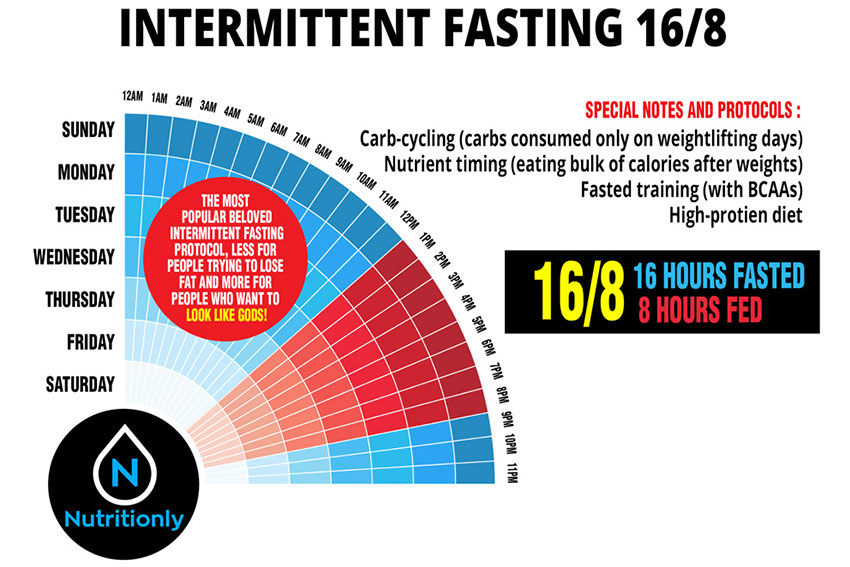 INTERMITTENT FASTING 16/8
12AM 1AM 2AM 3AM 4AM 5AM 6AM 7AM 8AM 9AM 10AM 11AM 12PM 1PM 2PM 3PM 4PM 5PM 6PM 7PM 8PM 9PM 10PM 11PM
SUNDAY
MONDAY
TUESDAY
WEDNESDAY
THURSDAY
FRIDAY
SATURDAY
THE MOST
POPULAR BELOVED
INTERMITTENT FASTING
PROTOCOL, LESS FOR
PEOPLE TRYING TO LOSE
FAT AND MORE FOR
PEOPLE WHO WANT TO
LOOK LIKE GODS!
SPECIAL NOTES AND PROTOCOLS :
Carb-cycling (carbs consumed only on weightlifting days)
Nutrient timing (eating bulk of calories after weights)
Fasted training (with BCAAs)
High-protien diet
16/8
16 HOURS FASTED
8 HOURS FED
N
Nutritionly